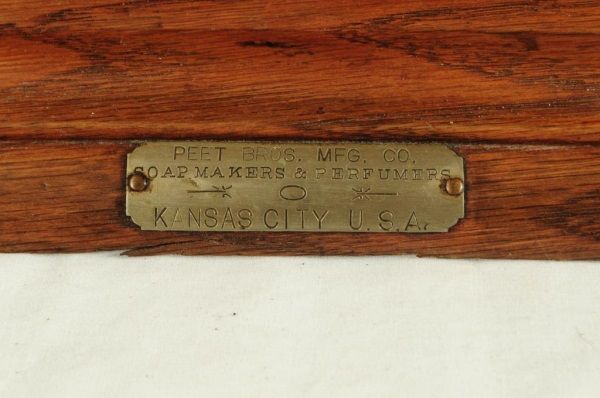 PEET BROS. MFG. CO.
SOAP MAKERS & PERFUMERS
KANSAS CITY U.S.A.